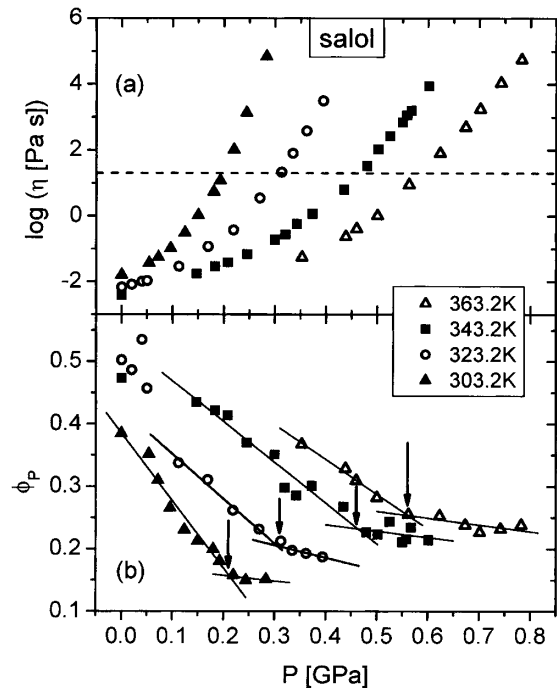 salol
(a)
6
4
2
0
-2
log (η [Pa s])
363.2K
343.2K
323.2K
303.2K
0.5
0.4
0.3
0.2
0.1
ϕP
(b)
0.0 0.1 0.2 0.3 0.4 0.5 0.6 0.7 0.8
P [GPa]